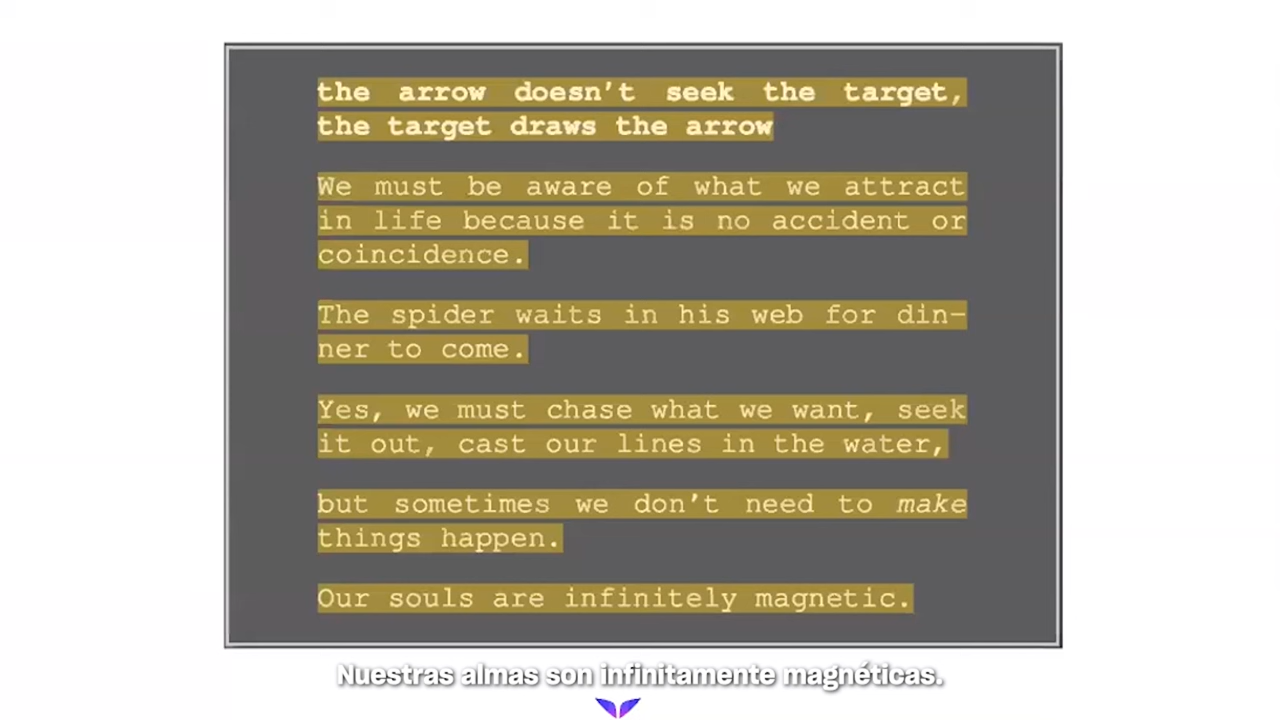 the arrow doesn't seek the target,
the target draws the arrow
We must be aware of what we attract
in life because it is no accident or
coincidence.
The spider waits in his web for din-
ner to come.
Yes, we must chase what we want, seek
it out, cast our lines in the water,
but sometimes we don't need to make
things happen.
Our souls are infinitely magnetic.
Nuestras almas son infinitamente magnéticas.